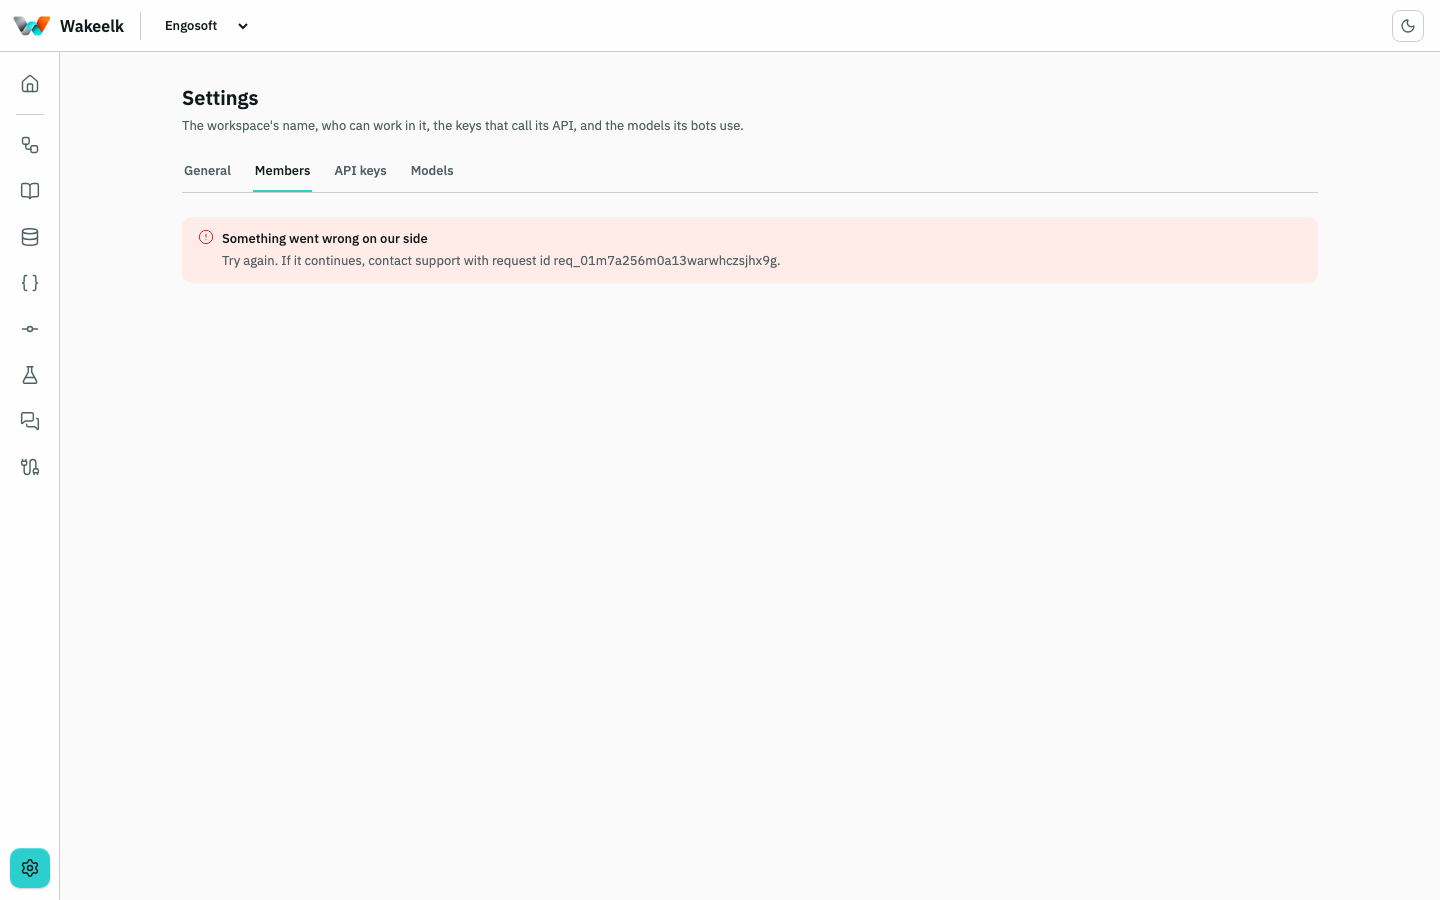 Wakeelk
Engosoft
Settings
The workspace's name, who can work in it, the keys that call its API, and the models its bots use.
General
Members
API keys
Models
Something went wrong on our side
Try again. If it continues, contact support with request id req_01m7a256m0a13warwhczsjhx9g.